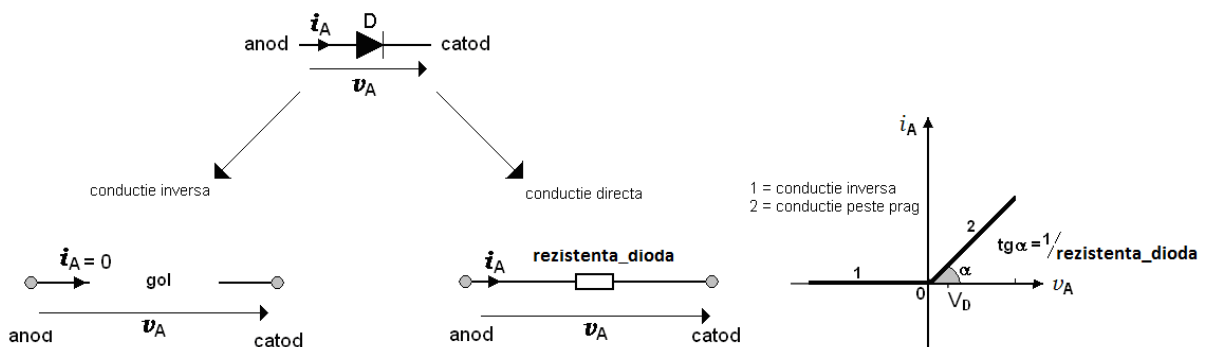 i_A D
anod catod
v_A
conductie inversa
conductie directa
i_A = 0 gol
anod v_A catod
i_A rezistenta_dioda
anod v_A catod
i_A
1 = conductie inversa
2 = conductie peste prag
2
tgα = 1/rezistenta_dioda
1 α
0 V_D v_A